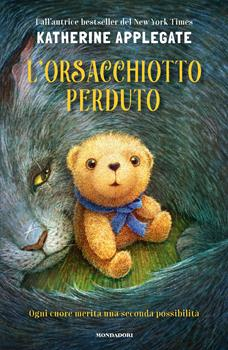 Dall'autrice bestseller del New York Times
KATHERINE APPLEGATE
L'ORSACCHIOTTO
PERDUTO
Ogni cuore merita una seconda possibilità
MONDADORI